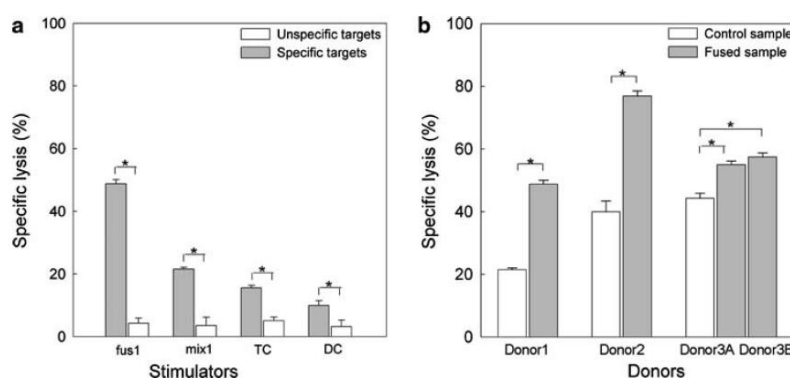 a
100
80
60
40
20
0
Specific lysis (%)
Unspecific targets
Specific targets
*
*
*
*
fus1 mix1 TC DC
Stimulators
b
100
80
60
40
20
0
Specific lysis (%)
Control sample
Fused sample
*
*
*
*
Donor1 Donor2 Donor3A
Donors